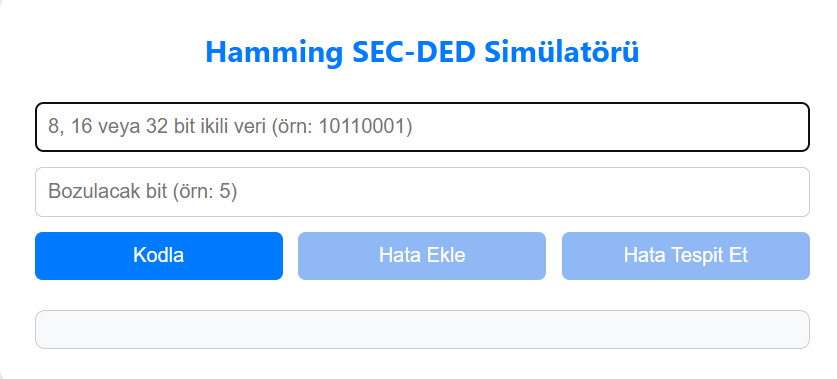 Hamming SEC-DED Simülatörü
8, 16 veya 32 bit ikili veri (örn: 10110001)
Bozulacak bit (örn: 5)
Kodla
Hata Ekle
Hata Tespit Et